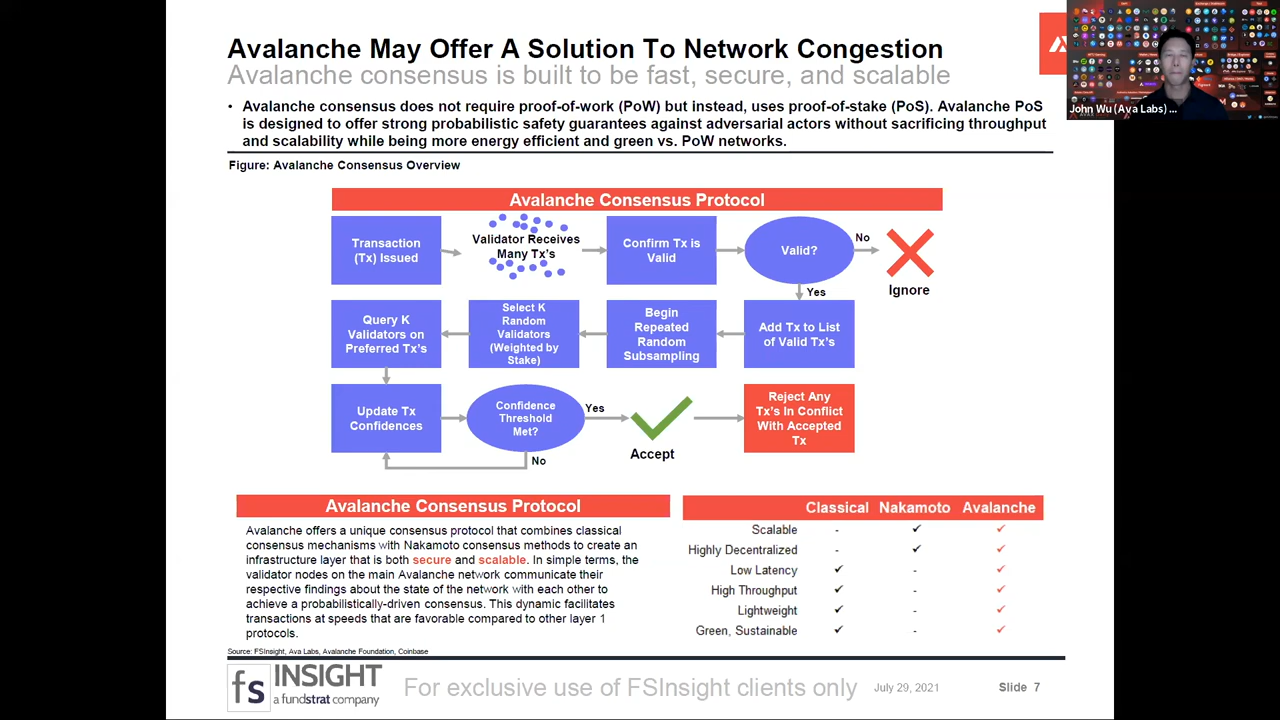 Avalanche May Offer A Solution To Network Congestion
Avalanche consensus is built to be fast, secure, and scalable
• Avalanche consensus does not require proof-of-work (PoW) but instead, uses proof-of-stake (PoS). Avalanche PoS
is designed to offer strong probabilistic safety guarantees against adversarial actors without sacrificing throughput
and scalability while being more energy efficient and green vs. PoW networks.
John Wu (Ava Labs) ...
Figure: Avalanche Consensus Overview
Avalanche Consensus Protocol
Transaction
(Tx) Issued
Validator Receives
Many Tx's
Confirm Tx is
Valid
Valid?
No
Ignore
Yes
Add Tx to List
of Valid Tx's
Begin
Repeated
Random
Subsampling
Select K
Random
Validators
(Weighted by
Stake)
Query K
Validators on
Preferred Tx's
Update Tx
Confidences
Confidence
Threshold
Met?
Yes
No
Accept
Reject Any
Tx's In Conflict
With Accepted
Tx
Avalanche Consensus Protocol
Avalanche offers a unique consensus protocol that combines classical
consensus mechanisms with Nakamoto consensus methods to create an
infrastructure layer that is both secure and scalable. In simple terms, the
validator nodes on the main Avalanche network communicate their
respective findings about the state of the network with each other to
achieve a probabilistically-driven consensus. This dynamic facilitates
transactions at speeds that are favorable compared to other layer 1
protocols.
Classical Nakamoto Avalanche
Scalable - ✓ ✓
Highly Decentralized - ✓ ✓
Low Latency ✓ - ✓
High Throughput ✓ - ✓
Lightweight ✓ - ✓
Green, Sustainable ✓ - ✓
Source: FSInsight, Ava Labs, Avalanche Foundation, Coinbase
fs INSIGHT
a fundstrat company
For exclusive use of FSInsight clients only
July 29, 2021
Slide 7